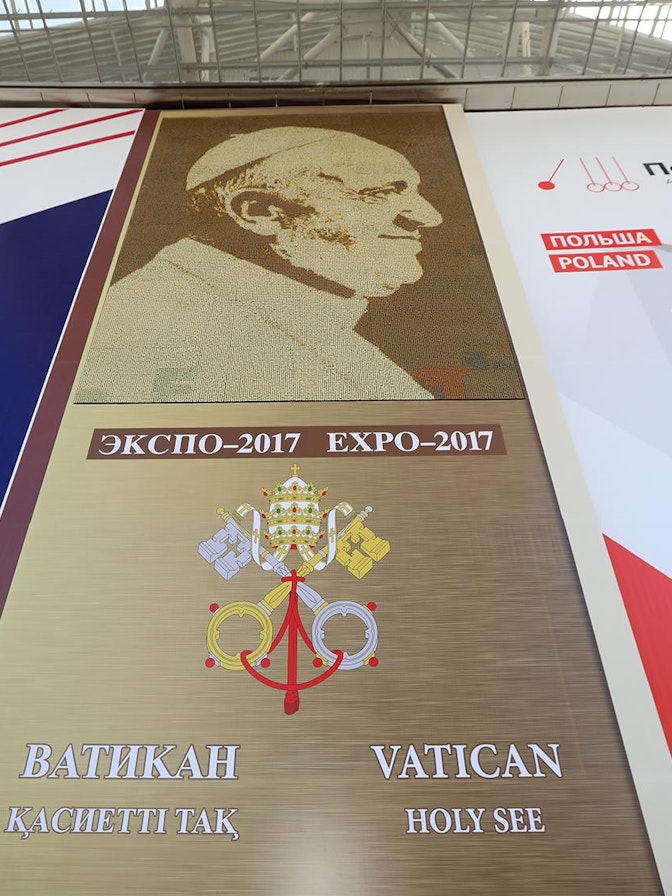 ПОЛЬША
POLAND
ЭКСПО–2017 EXPO–2017
ВАТИКАН VATICAN
ҚАСИЕТТІ ТАҚ HOLY SEE